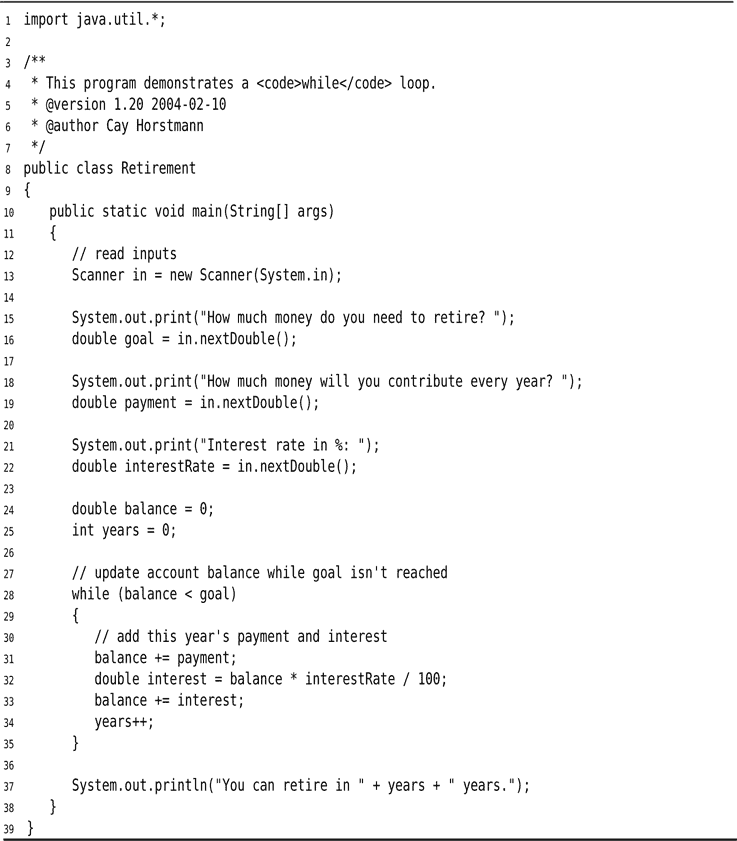 1 import java.util.*;
2
3 /**
4  * This program demonstrates a <code>while</code> loop.
5  * @version 1.20 2004-02-10
6  * @author Cay Horstmann
7  */
8 public class Retirement
9 {
10    public static void main(String[] args)
11    {
12       // read inputs
13       Scanner in = new Scanner(System.in);
14
15       System.out.print("How much money do you need to retire? ");
16       double goal = in.nextDouble();
17
18       System.out.print("How much money will you contribute every year? ");
19       double payment = in.nextDouble();
20
21       System.out.print("Interest rate in %: ");
22       double interestRate = in.nextDouble();
23
24       double balance = 0;
25       int years = 0;
26
27       // update account balance while goal isn't reached
28       while (balance < goal)
29       {
30          // add this year's payment and interest
31          balance += payment;
32          double interest = balance * interestRate / 100;
33          balance += interest;
34          years++;
35       }
36
37       System.out.println("You can retire in " + years + " years.");
38    }
39 }